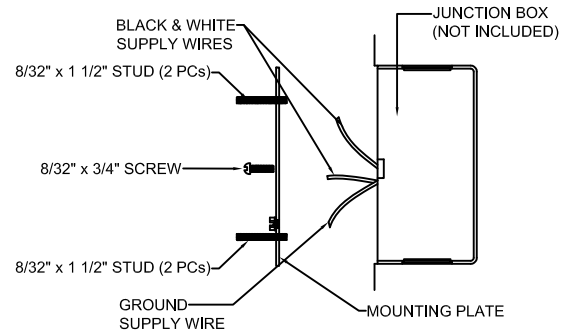 BLACK & WHITE
SUPPLY WIRES
JUNCTION BOX
(NOT INCLUDED)
8/32" x 1 1/2" STUD (2 PCs)
8/32" x 3/4" SCREW
8/32" x 1 1/2" STUD (2 PCs)
GROUND
SUPPLY WIRE
MOUNTING PLATE